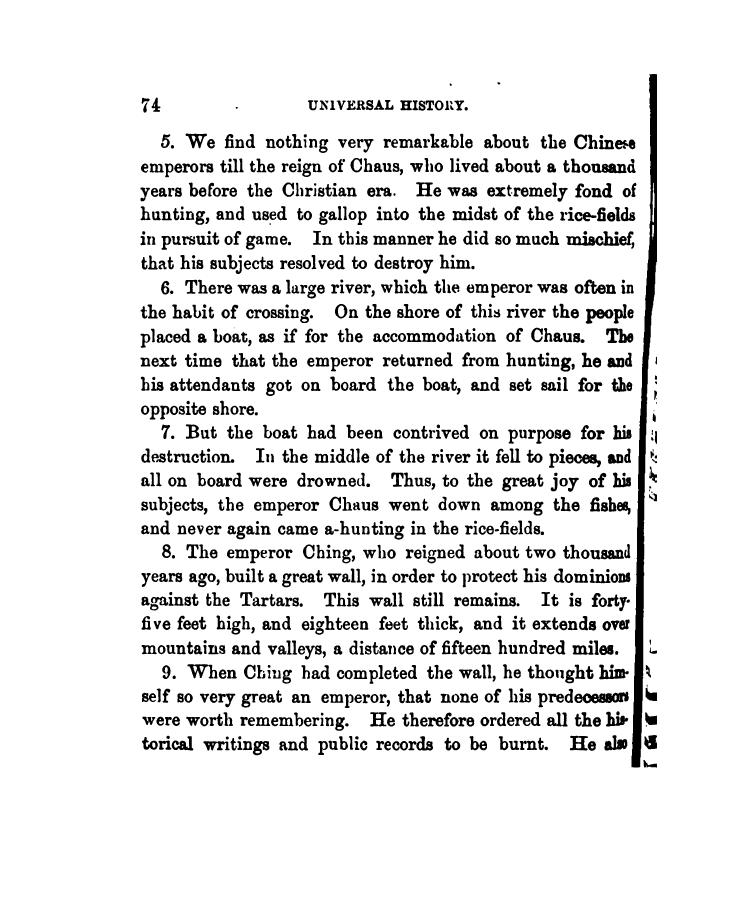 74 UNIVERSAL HISTORY.
5. We find nothing very remarkable about the Chinese
emperors till the reign of Chaus, who lived about a thousand
years before the Christian era. He was extremely fond of
hunting, and used to gallop into the midst of the rice-fields
in pursuit of game. In this manner he did so much mischief,
that his subjects resolved to destroy him.
6. There was a large river, which the emperor was often in
the habit of crossing. On the shore of this river the people
placed a boat, as if for the accommodation of Chaus. The
next time that the emperor returned from hunting, he and
his attendants got on board the boat, and set sail for the
opposite shore.
7. But the boat had been contrived on purpose for his
destruction. In the middle of the river it fell to pieces, and
all on board were drowned. Thus, to the great joy of his
subjects, the emperor Chaus went down among the fishes,
and never again came a-hunting in the rice-fields.
8. The emperor Ching, who reigned about two thousand
years ago, built a great wall, in order to protect his dominions
against the Tartars. This wall still remains. It is forty-
five feet high, and eighteen feet thick, and it extends over
mountains and valleys, a distance of fifteen hundred miles.
9. When Ching had completed the wall, he thought him-
self so very great an emperor, that none of his predecessors
were worth remembering. He therefore ordered all the his-
torical writings and public records to be burnt. He also